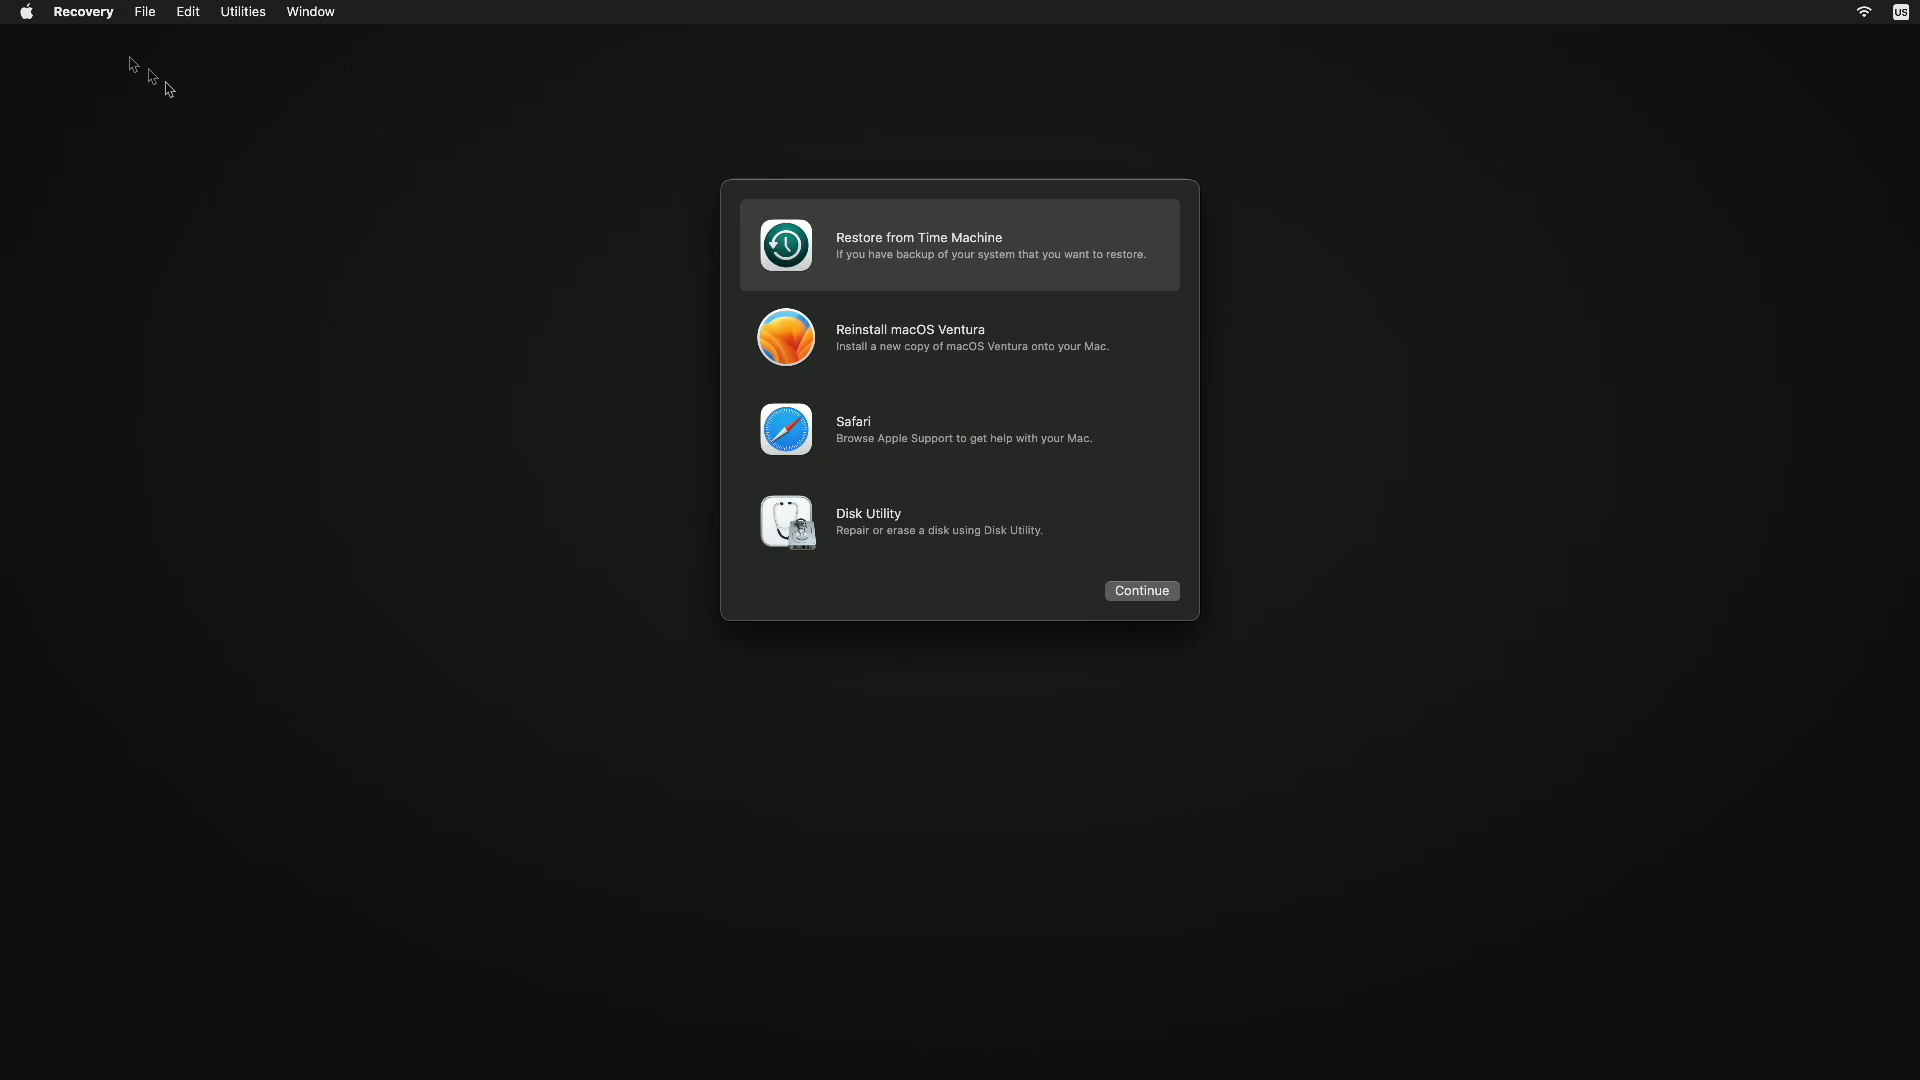 Recovery File Edit Utilities Window US
Restore from Time Machine
If you have backup of your system that you want to restore.
Reinstall macOS Ventura
Install a new copy of macOS Ventura onto your Mac.
Safari
Browse Apple Support to get help with your Mac.
Disk Utility
Repair or erase a disk using Disk Utility.
Continue